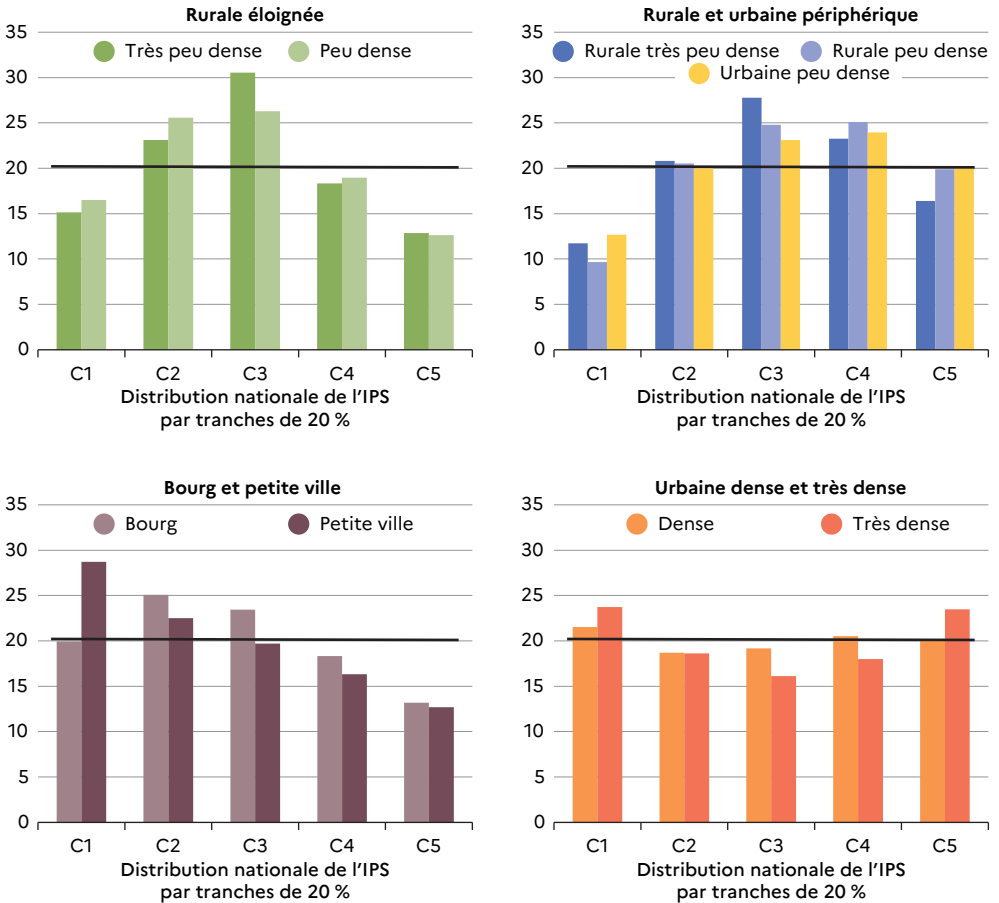 Rurale éloignée
35
30
25
20
15
10
5
0
Très peu dense
Peu dense
C1 C2 C3 C4 C5
Distribution nationale de l'IPS
par tranches de 20 %
Rurale et urbaine périphérique
35
30
25
20
15
10
5
0
Rurale très peu dense
Rurale peu dense
Urbaine peu dense
C1 C2 C3 C4 C5
Distribution nationale de l'IPS
par tranches de 20 %
Bourg et petite ville
35
30
25
20
15
10
5
0
Bourg
Petite ville
C1 C2 C3 C4 C5
Distribution nationale de l'IPS
par tranches de 20 %
Urbaine dense et très dense
35
30
25
20
15
10
5
0
Dense
Très dense
C1 C2 C3 C4 C5
Distribution nationale de l'IPS
par tranches de 20 %